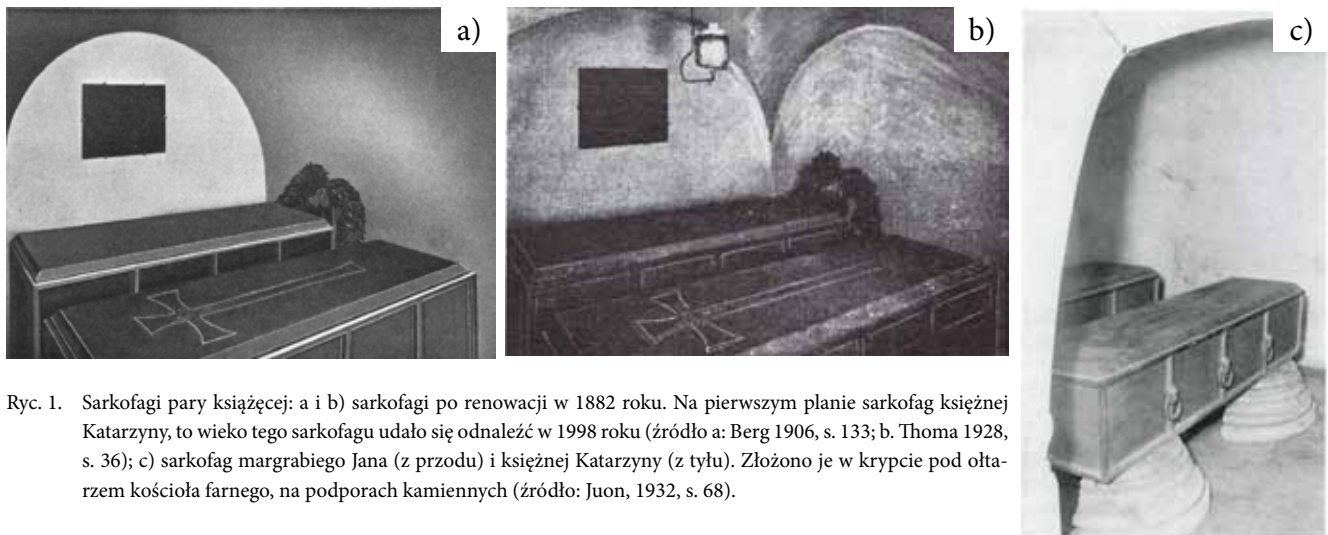 a)
b)
c)
Ryc. 1. Sarkofagi pary książęcej: a i b) sarkofagi po renowacji w 1882 roku. Na pierwszym planie sarkofag księżnej
Katarzyny, to wieko tego sarkofagu udało się odnaleźć w 1998 roku (źródło a: Berg 1906, s. 133; b. Thoma 1928,
s. 36); c) sarkofag margrabiego Jana (z przodu) i księżnej Katarzyny (z tyłu). Złożono je w krypcie pod ołta-
rzem kościoła farnego, na podporach kamiennych (źródło: Juon, 1932, s. 68).